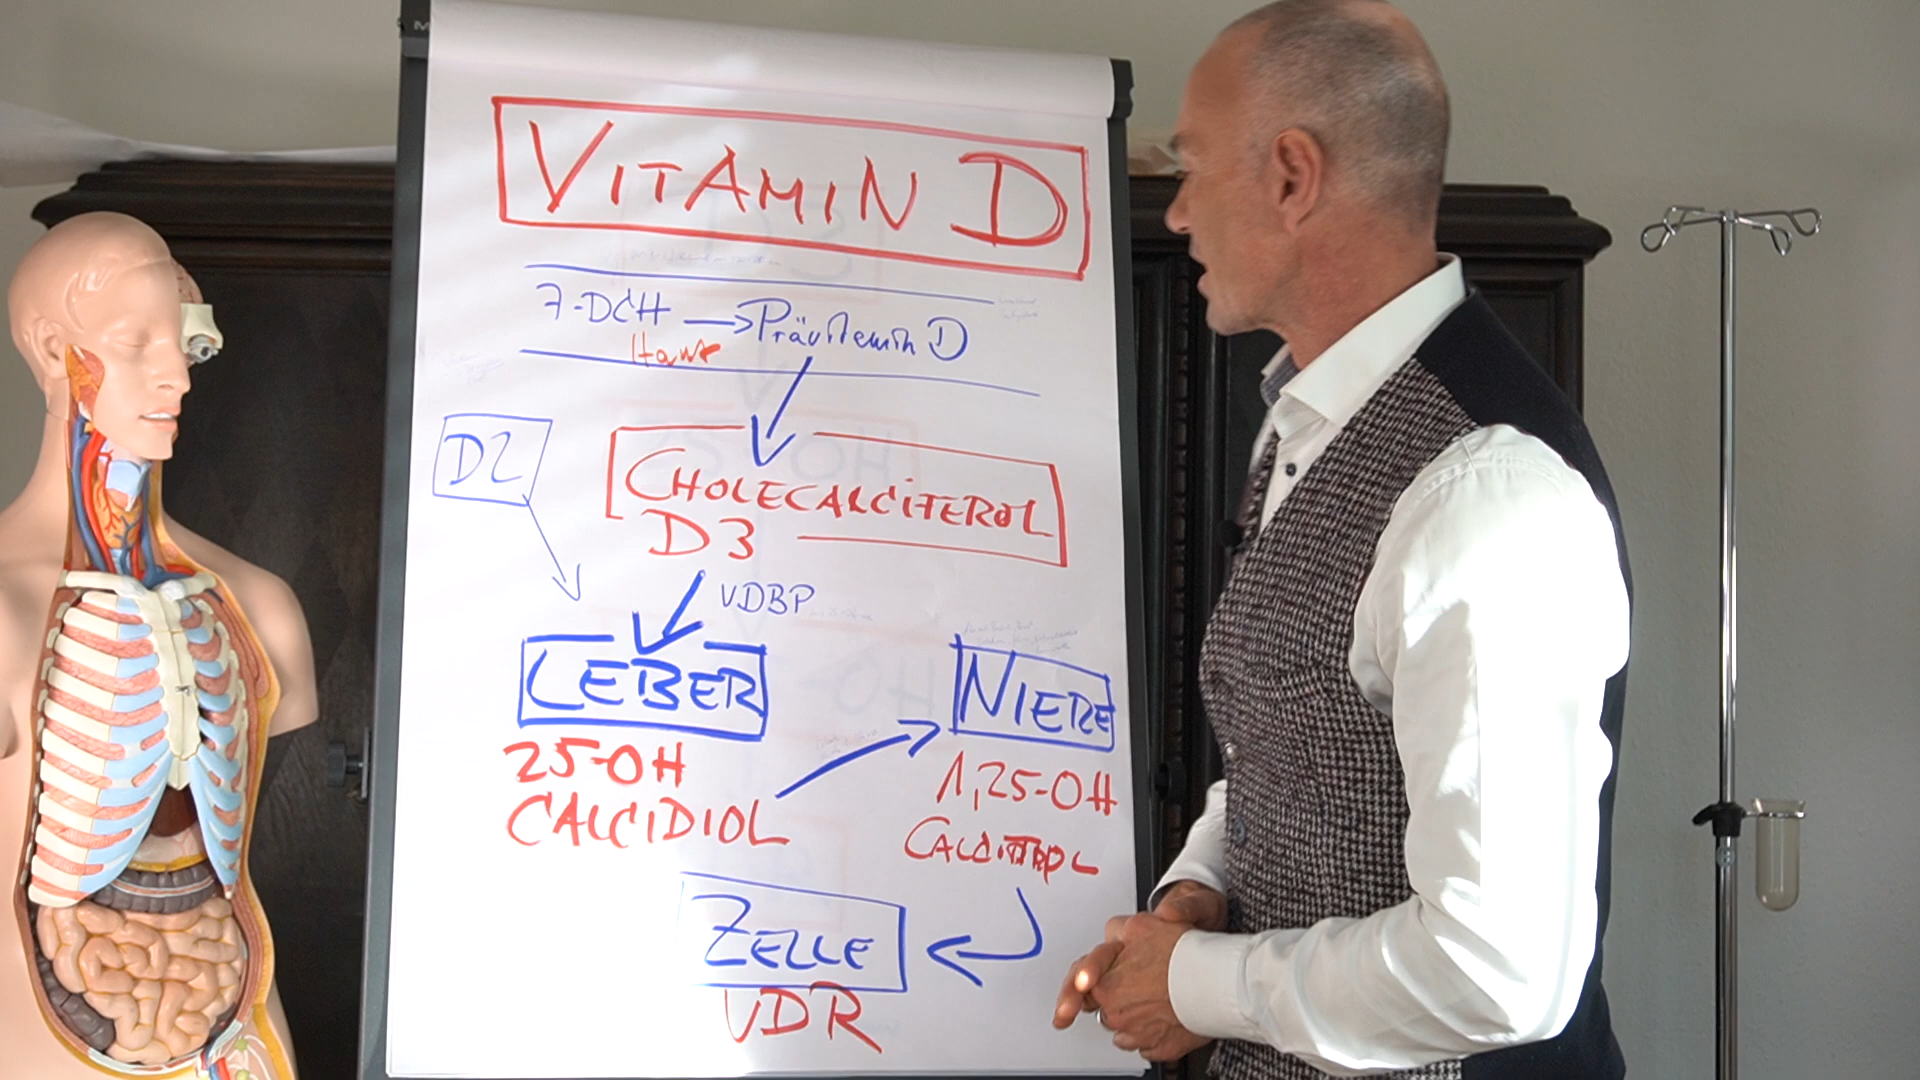 VITAMIN D
7-DCH → Prävitamin D
Haut
D2
CHOLECALCIFEROL
D3
VDBP
LEBER
NIERE
25-OH
1,25-OH
CALCIDIOL
CALCITROL
ZELLE
VDR